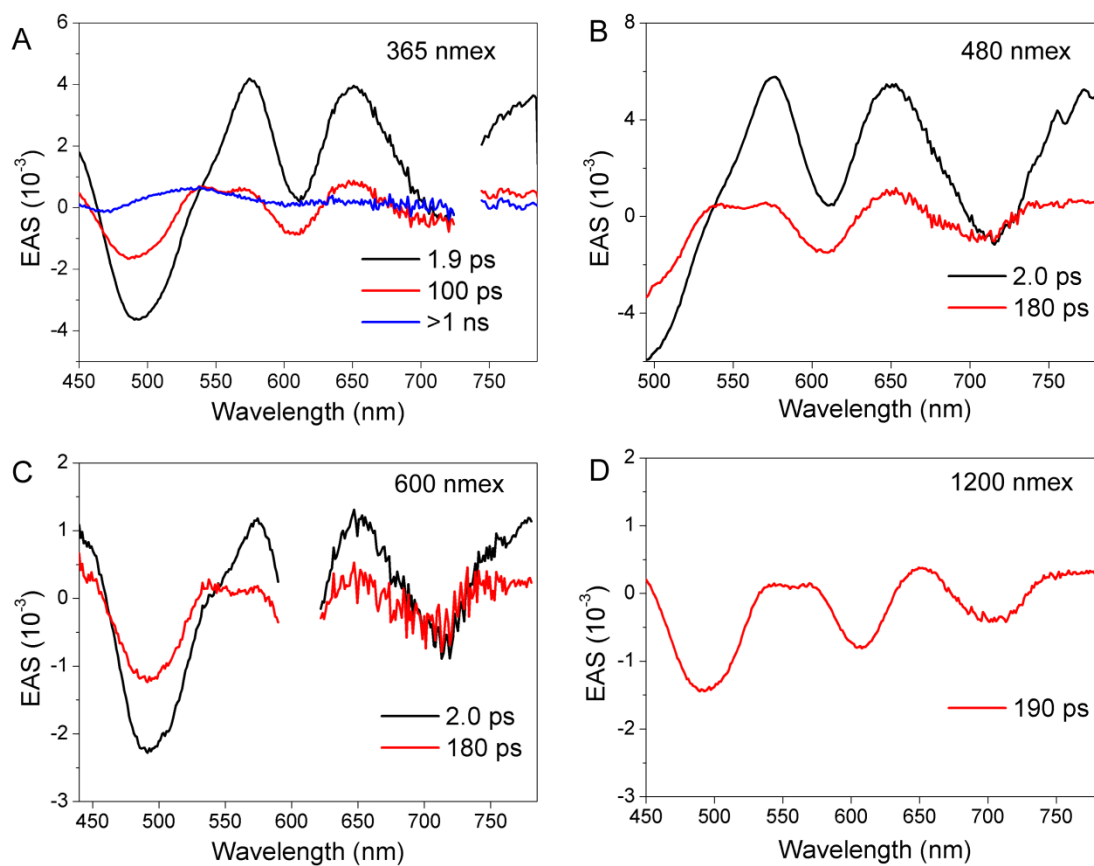 A
365 nmex
EAS (10⁻³)
6
4
2
0
-2
-4
450 500 550 600 650 700 750
Wavelength (nm)
1.9 ps
100 ps
>1 ns
B
480 nmex
EAS (10⁻³)
8
4
0
-4
500 550 600 650 700 750
Wavelength (nm)
2.0 ps
180 ps
C
600 nmex
EAS (10⁻³)
2
1
0
-1
-2
-3
450 500 550 600 650 700 750
Wavelength (nm)
2.0 ps
180 ps
D
1200 nmex
EAS (10⁻³)
2
1
0
-1
-2
-3
450 500 550 600 650 700 750
Wavelength (nm)
190 ps